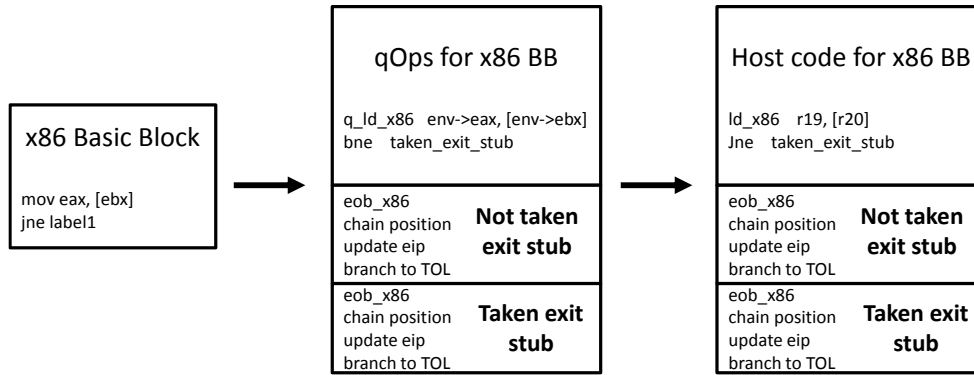 x86 Basic Block
mov eax, [ebx]
jne label1
qOps for x86 BB
q_ld_x86 env->eax, [env->ebx]
bne taken_exit_stub
eob_x86
chain position
update eip
branch to TOL
Not taken
exit stub
eob_x86
chain position
update eip
branch to TOL
Taken exit
stub
Host code for x86 BB
ld_x86 r19, [r20]
Jne taken_exit_stub
eob_x86
chain position
update eip
branch to TOL
Not taken
exit stub
eob_x86
chain position
update eip
branch to TOL
Taken exit
stub